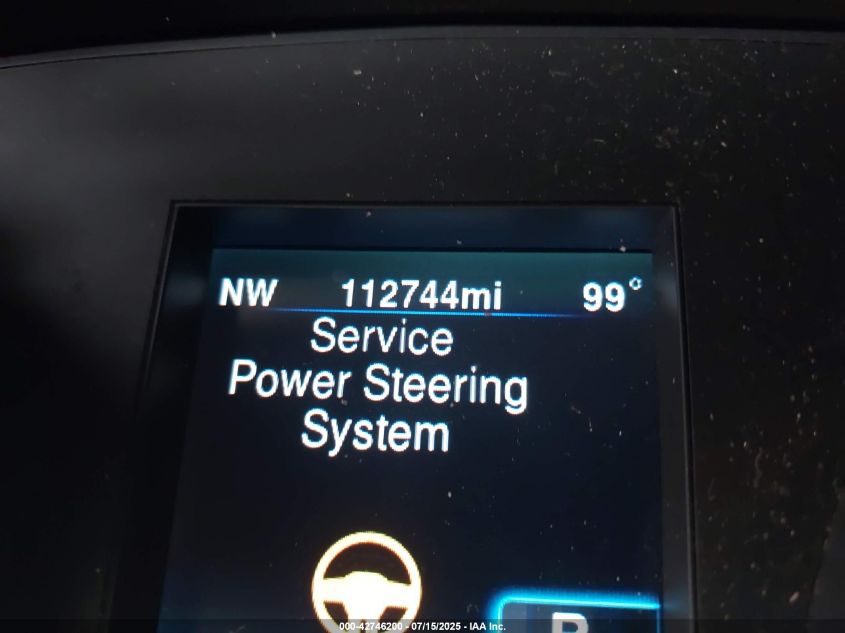 NW 112744mi 99°
Service
Power Steering
System
000-42746200 - 07/15/2025 - IAA Inc.